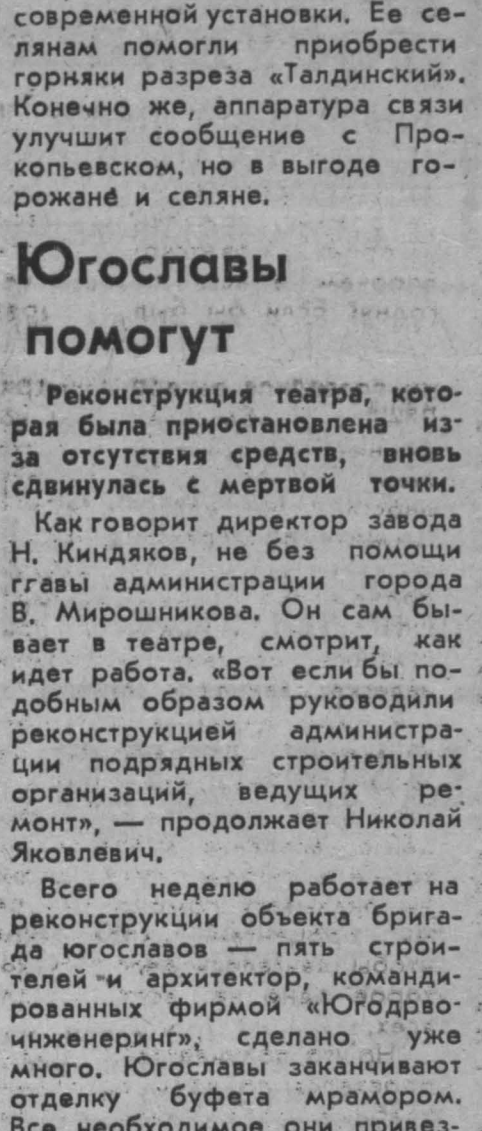 современной установки. Ее се-
лянам помогли приобрести
горняки разреза «Талдинский».
Конечно же, аппаратура связи
улучшит сообщение с Про-
копьевском, но в выгоде го-
рожане и селяне.
Югославы
помогут
Реконструкция театра, кото-
рая была приостановлена из-
за отсутствия средств, вновь
сдвинулась с мертвой точки.
Как говорит директор завода
Н. Киндяков, не без помощи
главы администрации города
В. Мирошникова. Он сам бы-
вает в театре, смотрит, как
идет работа. «Вот если бы по-
добным образом руководили
реконструкцией администра-
ции подрядных строительных
организаций, ведущих ре-
монт», — продолжает Николай
Яковлевич.
Всего неделю работает на
реконструкции объекта брига-
да югославов — пять строи-
телей и архитектор, команди-
рованных фирмой «Югодрво-
инженеринг», сделано уже
много. Югославы заканчивают
отделку буфета мрамором.
Все необходимое они привез-